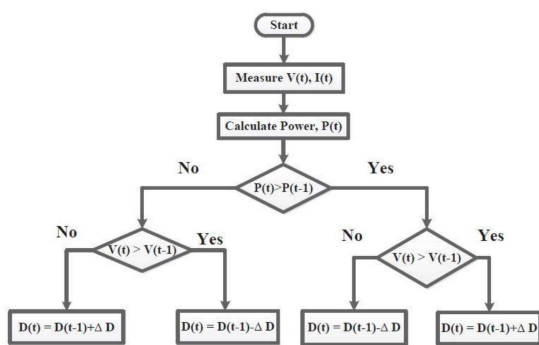 Start
Measure V(t), I(t)
Calculate Power, P(t)
No
Yes
P(t)>P(t-1)
No
Yes
No
Yes
V(t) > V(t-1)
V(t) > V(t-1)
D(t) = D(t-1)+Δ D
D(t) = D(t-1)-Δ D
D(t) = D(t-1)-Δ D
D(t) = D(t-1)+Δ D